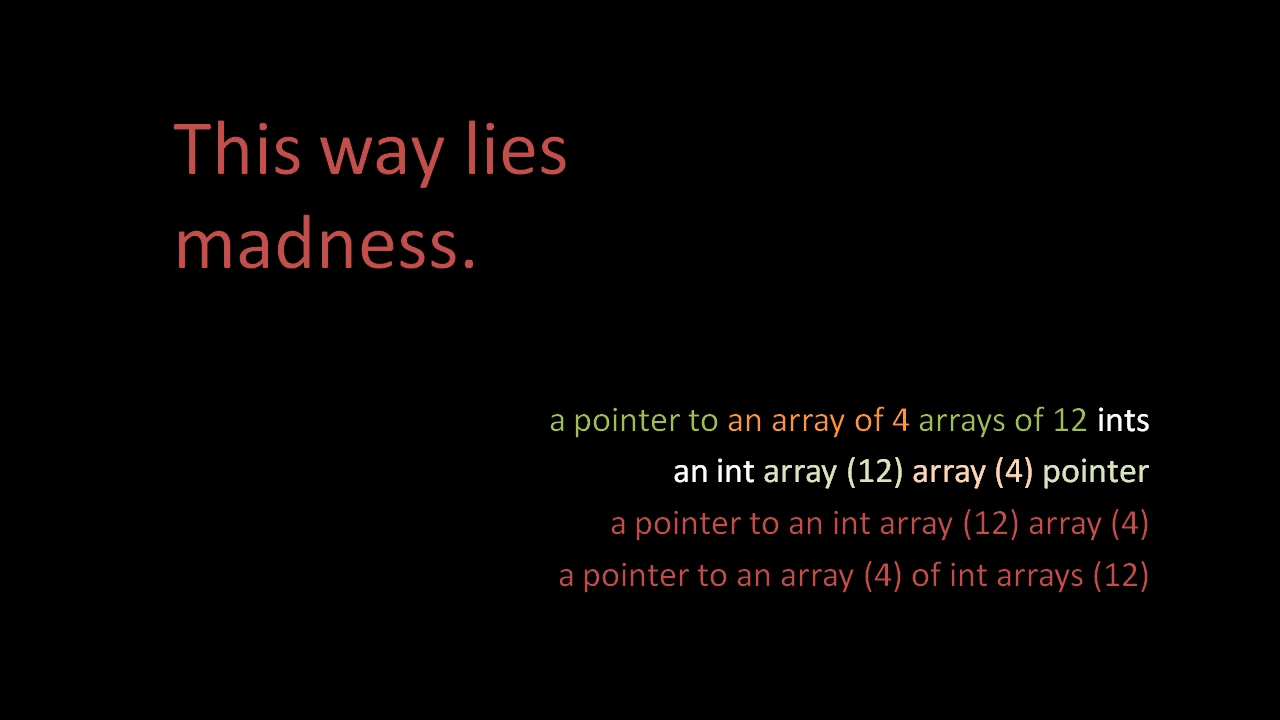 This way lies
madness.
a pointer to an array of 4 arrays of 12 ints
an int array (12) array (4) pointer
a pointer to an int array (12) array (4)
a pointer to an array (4) of int arrays (12)